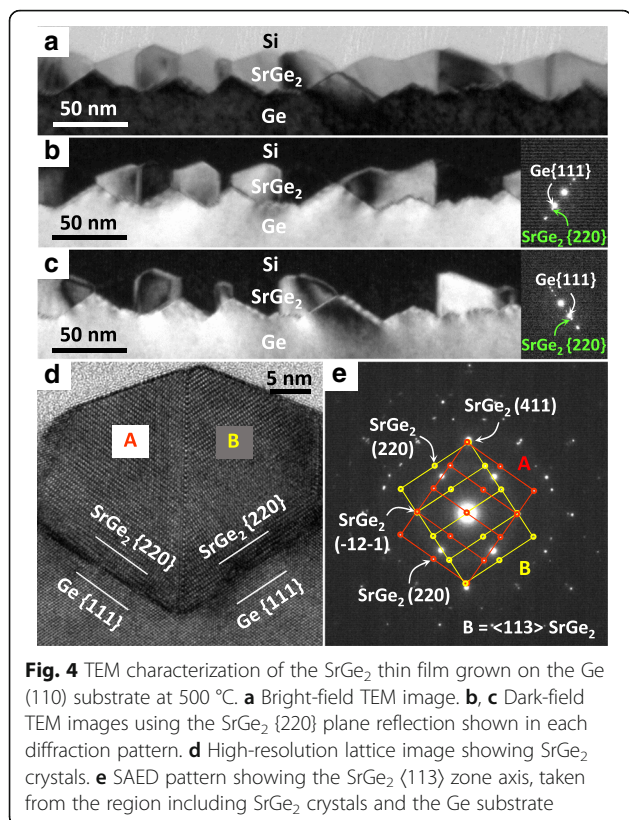 a
Si
SrGe₂
50 nm
Ge
b
Si
SrGe₂
50 nm
Ge
Ge{111}
SrGe₂ {220}
c
Si
SrGe₂
50 nm
Ge
Ge{111}
SrGe₂ {220}
d
5 nm
A
B
SrGe₂ {220}
SrGe₂ {220}
Ge {111}
Ge {111}
e
SrGe₂ (411)
SrGe₂
(220)
A
SrGe₂
(-12-1)
B
SrGe₂ (220)
B = <113> SrGe₂
Fig. 4 TEM characterization of the SrGe₂ thin film grown on the Ge
(110) substrate at 500 °C. a Bright-field TEM image. b, c Dark-field
TEM images using the SrGe₂ {220} plane reflection shown in each
diffraction pattern. d High-resolution lattice image showing SrGe₂
crystals. e SAED pattern showing the SrGe₂ ⟨113⟩ zone axis, taken
from the region including SrGe₂ crystals and the Ge substrate